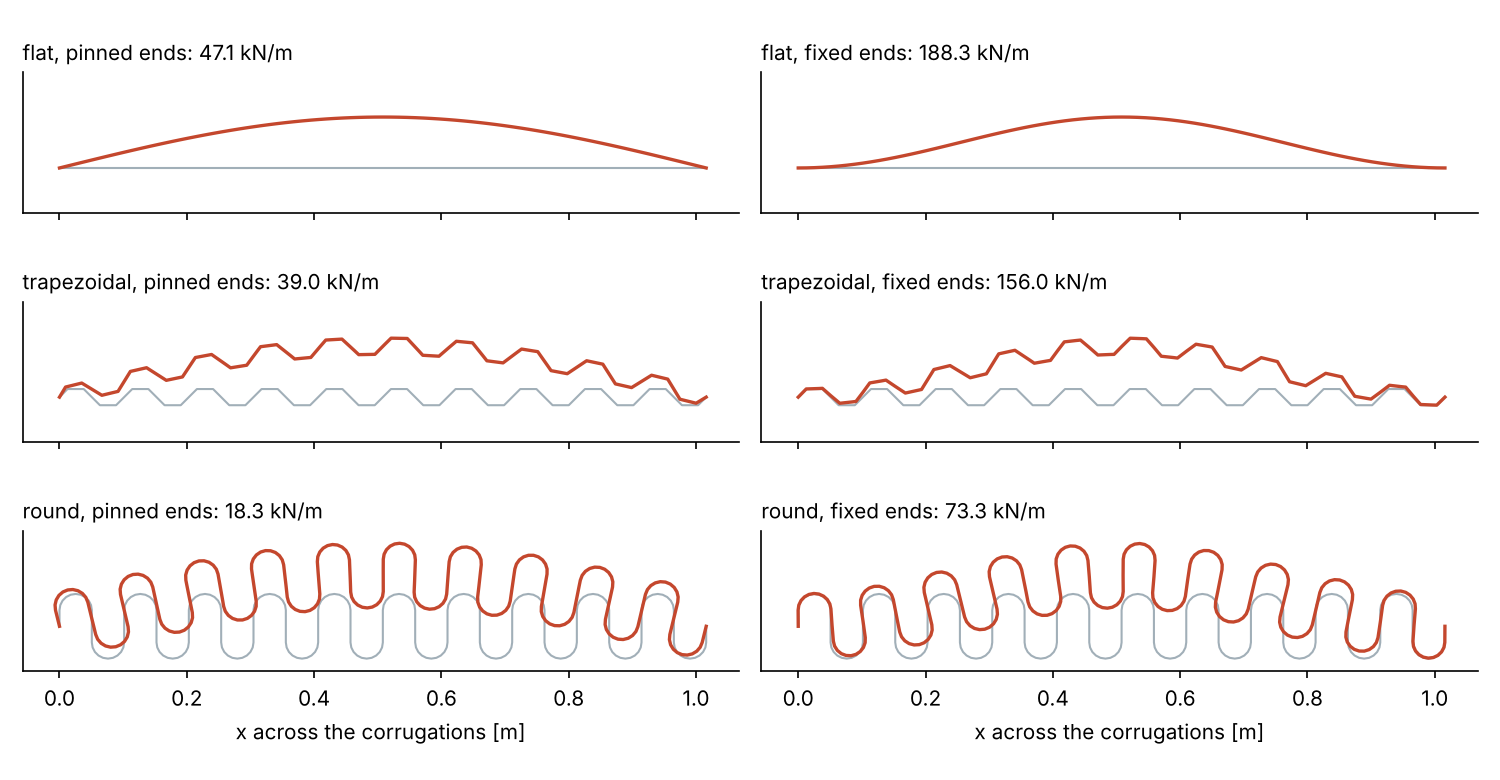 flat, pinned ends: 47.1 kN/m
flat, fixed ends: 188.3 kN/m
trapezoidal, pinned ends: 39.0 kN/m
trapezoidal, fixed ends: 156.0 kN/m
round, pinned ends: 18.3 kN/m
round, fixed ends: 73.3 kN/m
0.0 0.2 0.4 0.6 0.8 1.0
0.0 0.2 0.4 0.6 0.8 1.0
x across the corrugations [m]
x across the corrugations [m]